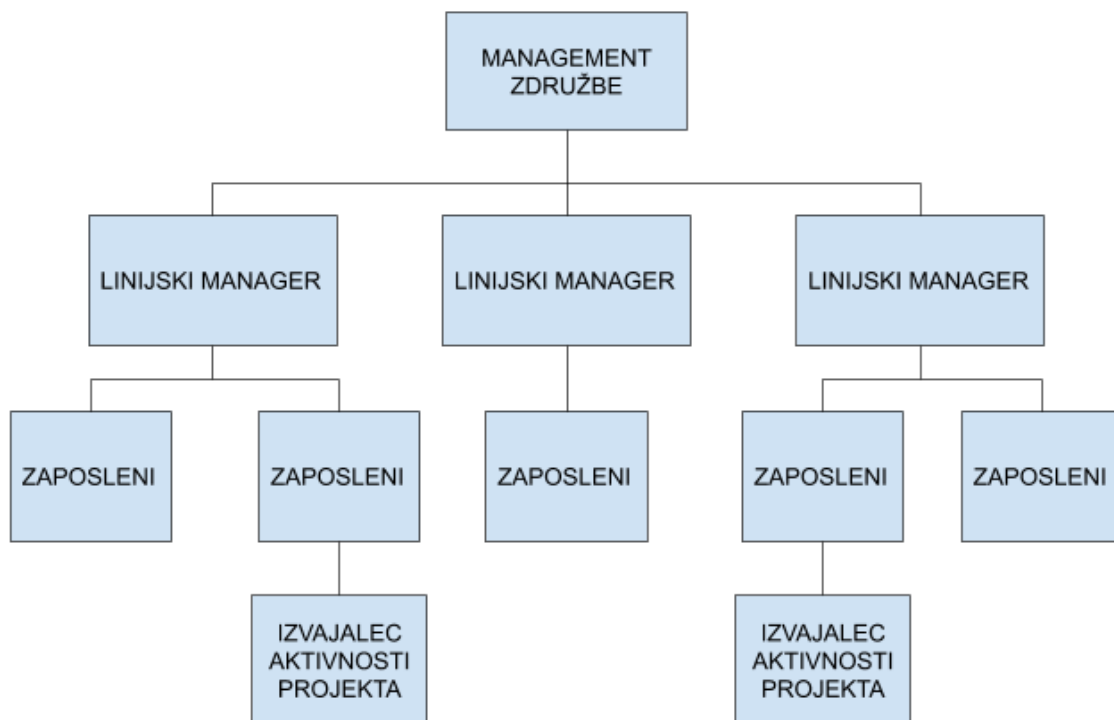 MANAGEMENT
ZDRUŽBE
LINIJSKI MANAGER
LINIJSKI MANAGER
LINIJSKI MANAGER
ZAPOSLENI
ZAPOSLENI
ZAPOSLENI
ZAPOSLENI
ZAPOSLENI
IZVAJALEC
AKTIVNOSTI
PROJEKTA
IZVAJALEC
AKTIVNOSTI
PROJEKTA